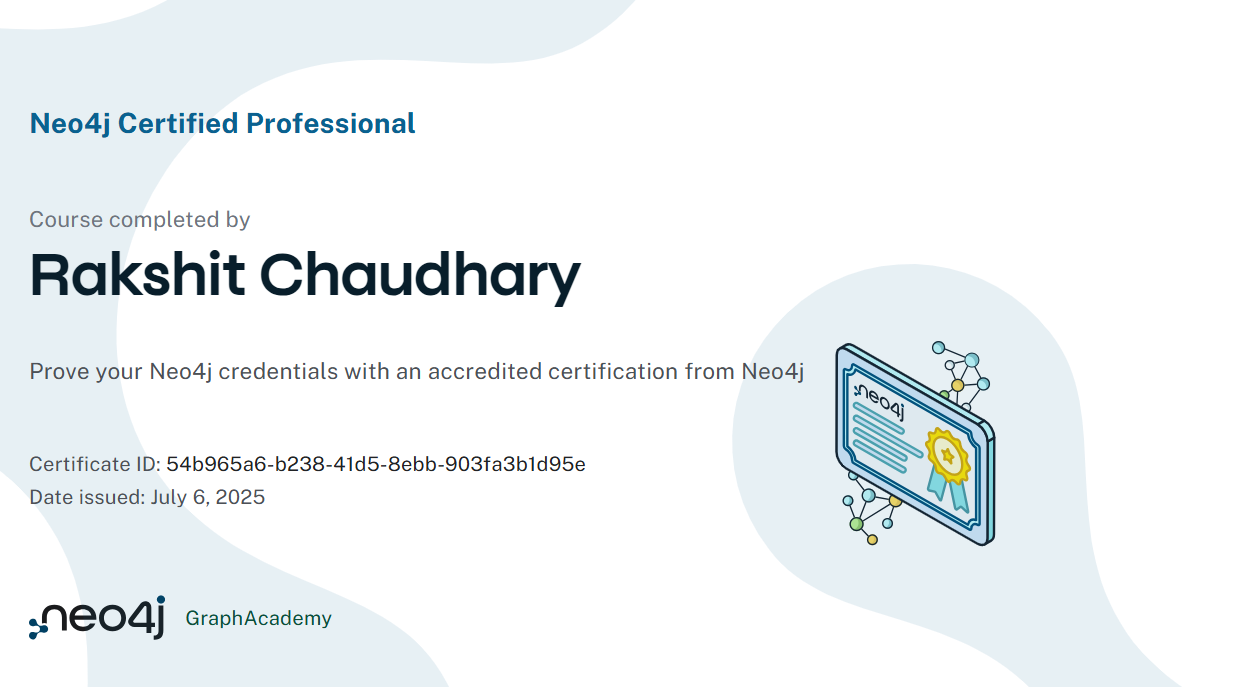 Neo4j Certified Professional
Course completed by
Rakshit Chaudhary
Prove your Neo4j credentials with an accredited certification from Neo4j
neo4j
Certificate ID: 54b965a6-b238-41d5-8ebb-903fa3b1d95e
Date issued: July 6, 2025
neo4j GraphAcademy